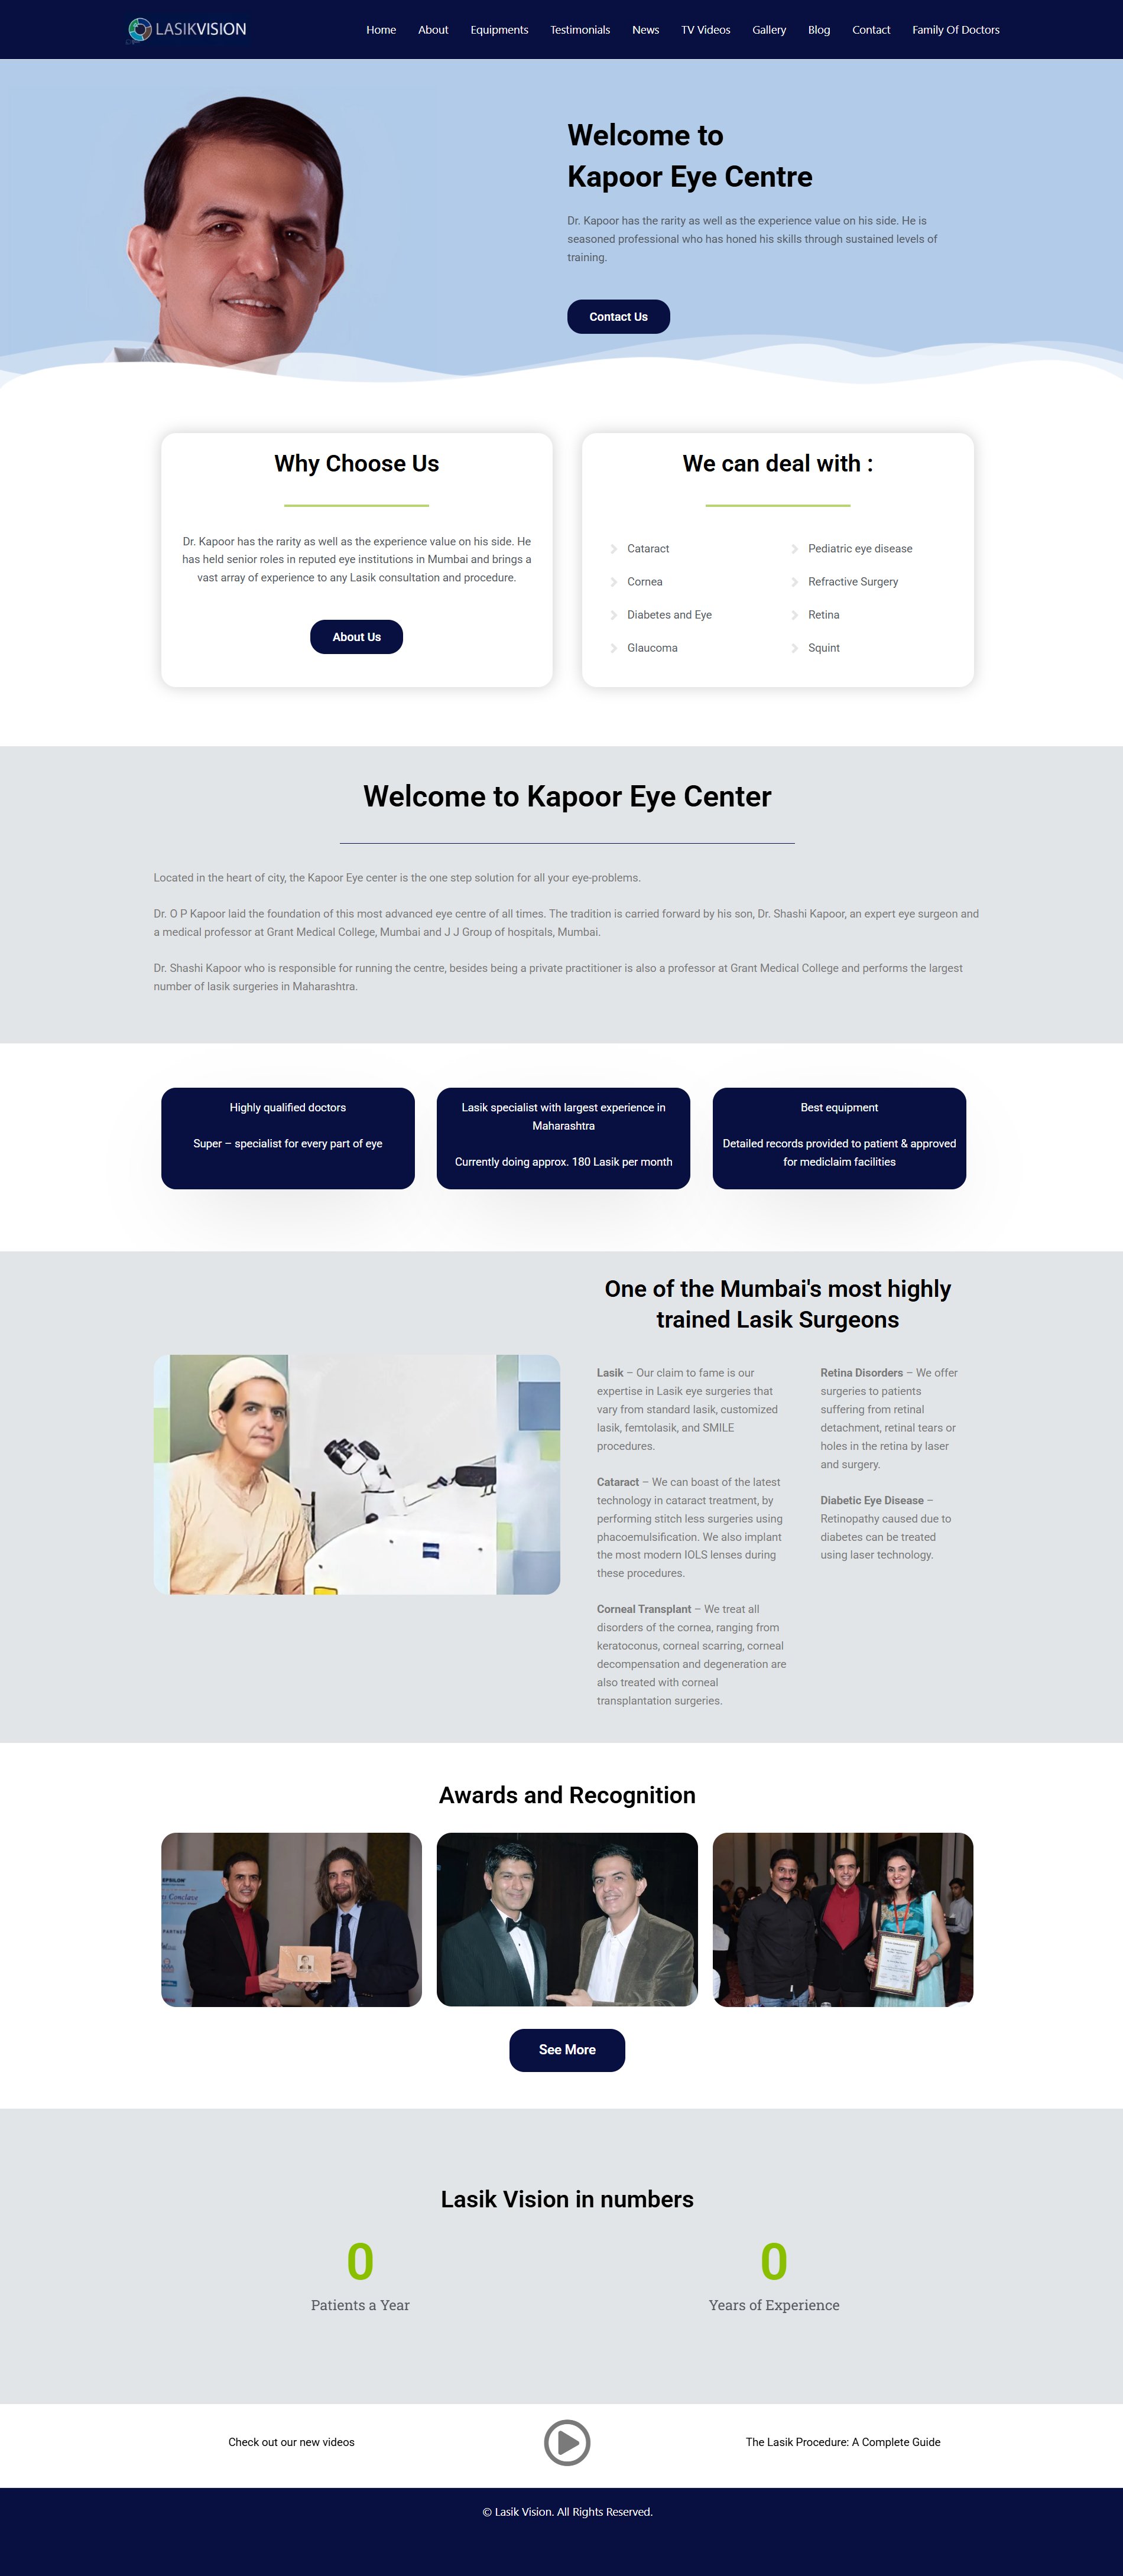 LASIKVISION
Home About Equipments Testimonials News TV Videos Gallery Blog Contact Family Of Doctors
Welcome to
Kapoor Eye Centre
Dr. Kapoor has the rarity as well as the experience value on his side. He is
seasoned professional who has honed his skills through sustained levels of
training.
Contact Us
Why Choose Us
Dr. Kapoor has the rarity as well as the experience value on his side. He
has held senior roles in reputed eye institutions in Mumbai and brings a
vast array of experience to any Lasik consultation and procedure.
About Us
We can deal with :
Cataract
Cornea
Diabetes and Eye
Glaucoma
Pediatric eye disease
Refractive Surgery
Retina
Squint
Welcome to Kapoor Eye Center
Located in the heart of city, the Kapoor Eye center is the one step solution for all your eye-problems.
Dr. O P Kapoor laid the foundation of this most advanced eye centre of all times. The tradition is carried forward by his son, Dr. Shashi Kapoor, an expert eye surgeon and
a medical professor at Grant Medical College, Mumbai and J J Group of hospitals, Mumbai.
Dr. Shashi Kapoor who is responsible for running the centre, besides being a private practitioner is also a professor at Grant Medical College and performs the largest
number of lasik surgeries in Maharashtra.
Highly qualified doctors
Super – specialist for every part of eye
Lasik specialist with largest experience in
Maharashtra
Currently doing approx. 180 Lasik per month
Best equipment
Detailed records provided to patient & approved
for mediclaim facilities
One of the Mumbai's most highly
trained Lasik Surgeons
Lasik – Our claim to fame is our
expertise in Lasik eye surgeries that
vary from standard lasik, customized
lasik, femtolasik, and SMILE
procedures.
Cataract – We can boast of the latest
technology in cataract treatment, by
performing stitch less surgeries using
phacoemulsification. We also implant
the most modern IOLS lenses during
these procedures.
Corneal Transplant – We treat all
disorders of the cornea, ranging from
keratoconus, corneal scarring, corneal
decompensation and degeneration are
also treated with corneal
transplantation surgeries.
Retina Disorders – We offer
surgeries to patients
suffering from retinal
detachment, retinal tears or
holes in the retina by laser
and surgery.
Diabetic Eye Disease –
Retinopathy caused due to
diabetes can be treated
using laser technology.
Awards and Recognition
EPSILON
Conclave
See More
Lasik Vision in numbers
0
Patients a Year
0
Years of Experience
Check out our new videos
The Lasik Procedure: A Complete Guide
© Lasik Vision. All Rights Reserved.